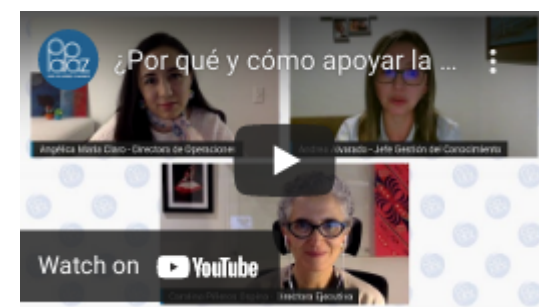 polaz
¿Por qué y cómo apoyar la ...
Angélica María Claro - Directora de Operaciones
Alvarado - Jefe Gestión del Conocimiento
Directora Ejecutiva
Watch on YouTube